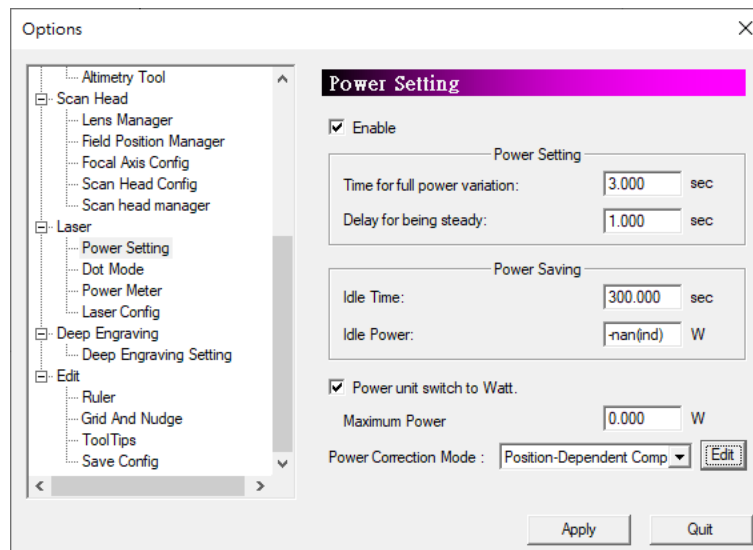 Options
Altimetry Tool
Scan Head
Lens Manager
Field Position Manager
Focal Axis Config
Scan Head Config
Scan head manager
Laser
Power Setting
Dot Mode
Power Meter
Laser Config
Deep Engraving
Deep Engraving Setting
Edit
Ruler
Grid And Nudge
ToolTips
Save Config
Power Setting
Enable
Power Setting
Time for full power variation: 3.000 sec
Delay for being steady: 1.000 sec
Power Saving
Idle Time: 300.000 sec
Idle Power: -nan(ind) W
Power unit switch to Watt.
Maximum Power 0.000 W
Power Correction Mode : Position-Dependent Comp Edit
Apply Quit